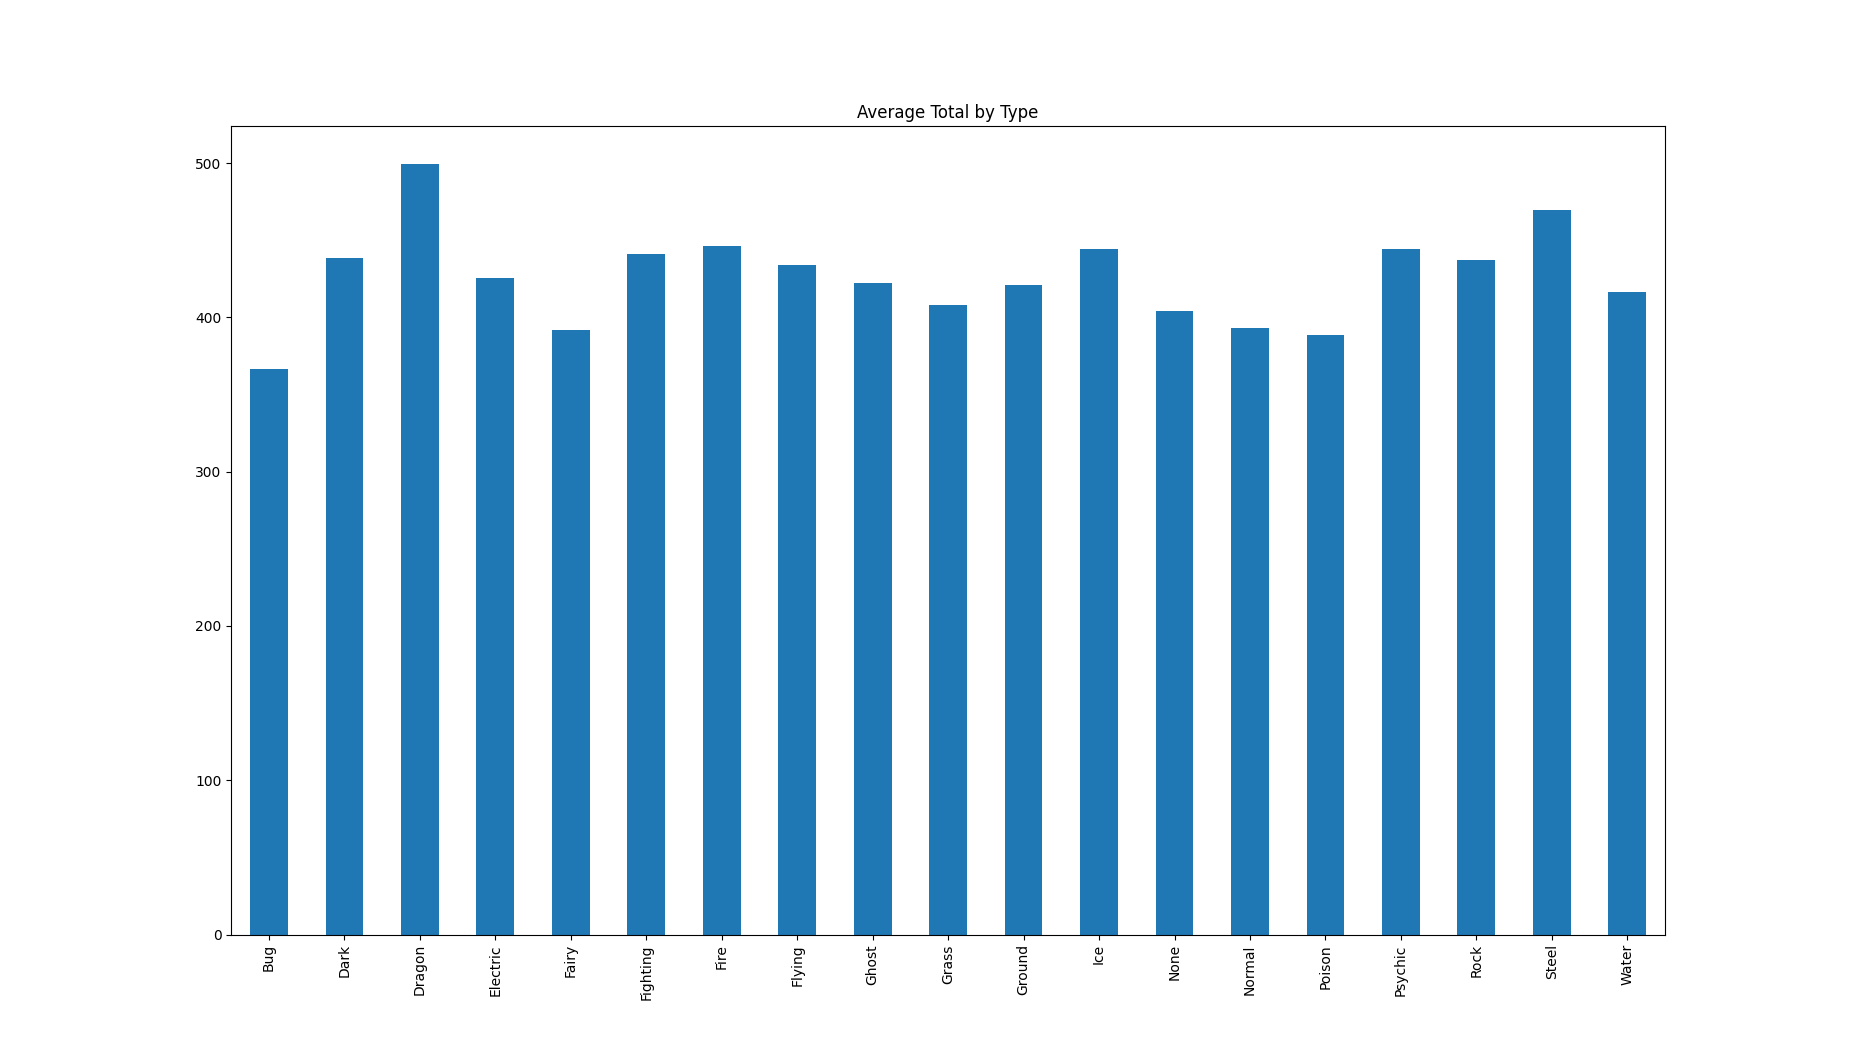 Average Total by Type
500
400
300
200
100
0
Bug
Dark
Dragon
Electric
Fairy
Fighting
Fire
Flying
Ghost
Grass
Ground
Ice
None
Normal
Poison
Psychic
Rock
Steel
Water